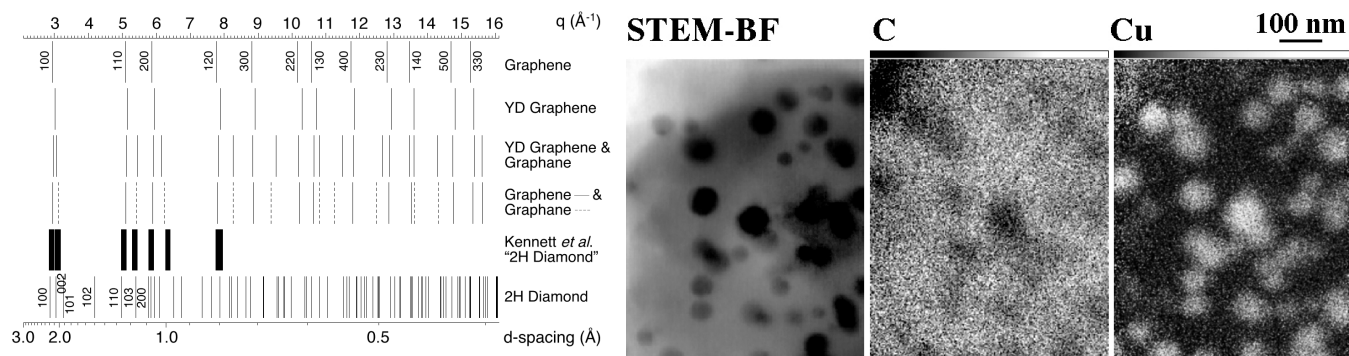 3 4 5 6 7 8 9 10 11 12 13 14 15 16 q (Å-1)
100 110 200 120 300 220 130 400 230 140 500 330 Graphene
YD Graphene
YD Graphene &
Graphane
Graphene — &
Graphane ----
Kennett et al.
"2H Diamond"
100 002 101 102 110 103 200 2H Diamond
3.0 2.0 1.0 0.5 d-spacing (Å)
STEM-BF
C
Cu
100 nm